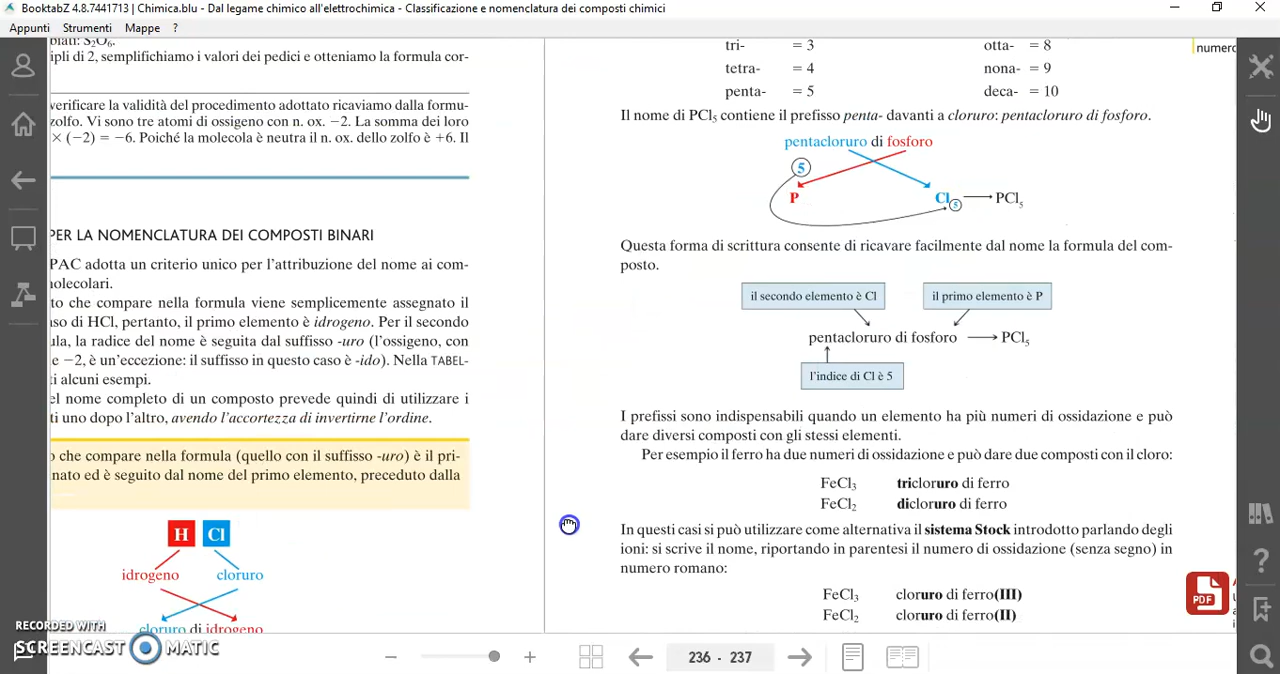 BooktabZ 4.8.7441713 | Chimica.blu - Dal legame chimico all'elettrochimica - Classificazione e nomenclatura dei composti chimici
Appunti Strumenti Mappe ?
biati: S2O6.
ipli di 2, semplifichiamo i valori dei pedici e otteniamo la formula cor-
verificare la validità del procedimento adottato ricaviamo dalla formu-
zolfo. Vi sono tre atomi di ossigeno con n. ox. −2. La somma dei loro
× (−2) = −6. Poiché la molecola è neutra il n. ox. dello zolfo è +6. Il
PER LA NOMENCLATURA DEI COMPOSTI BINARI
PAC adotta un criterio unico per l'attribuzione del nome ai com-
nolecolari.
to che compare nella formula viene semplicemente assegnato il
so di HCl, pertanto, il primo elemento è idrogeno. Per il secondo
ula, la radice del nome è seguita dal suffisso -uro (l'ossigeno, con
e −2, è un'eccezione: il suffisso in questo caso è -ido). Nella TABEL-
ti alcuni esempi.
el nome completo di un composto prevede quindi di utilizzare i
ti uno dopo l'altro, avendo l'accortezza di invertirne l'ordine.
o che compare nella formula (quello con il suffisso -uro) è il pri-
nato ed è seguito dal nome del primo elemento, preceduto dalla
H Cl
idrogeno cloruro
cloruro di idrogeno
tri- = 3 otta- = 8
tetra- = 4 nona- = 9
penta- = 5 deca- = 10
numero
Il nome di PCl5 contiene il prefisso penta- davanti a cloruro: pentacloruro di fosforo.
pentacloruro di fosforo
5
P Cl5 PCl5
Questa forma di scrittura consente di ricavare facilmente dal nome la formula del com-
posto.
il secondo elemento è Cl il primo elemento è P
pentacloruro di fosforo PCl5
l'indice di Cl è 5
I prefissi sono indispensabili quando un elemento ha più numeri di ossidazione e può
dare diversi composti con gli stessi elementi.
Per esempio il ferro ha due numeri di ossidazione e può dare due composti con il cloro:
FeCl3 tricloruro di ferro
FeCl2 dicloruro di ferro
In questi casi si può utilizzare come alternativa il sistema Stock introdotto parlando degli
ioni: si scrive il nome, riportando in parentesi il numero di ossidazione (senza segno) in
numero romano:
FeCl3 cloruro di ferro(III)
FeCl2 cloruro di ferro(II)
PDF
RECORDED WITH
SCREENCAST MATIC
236 - 237